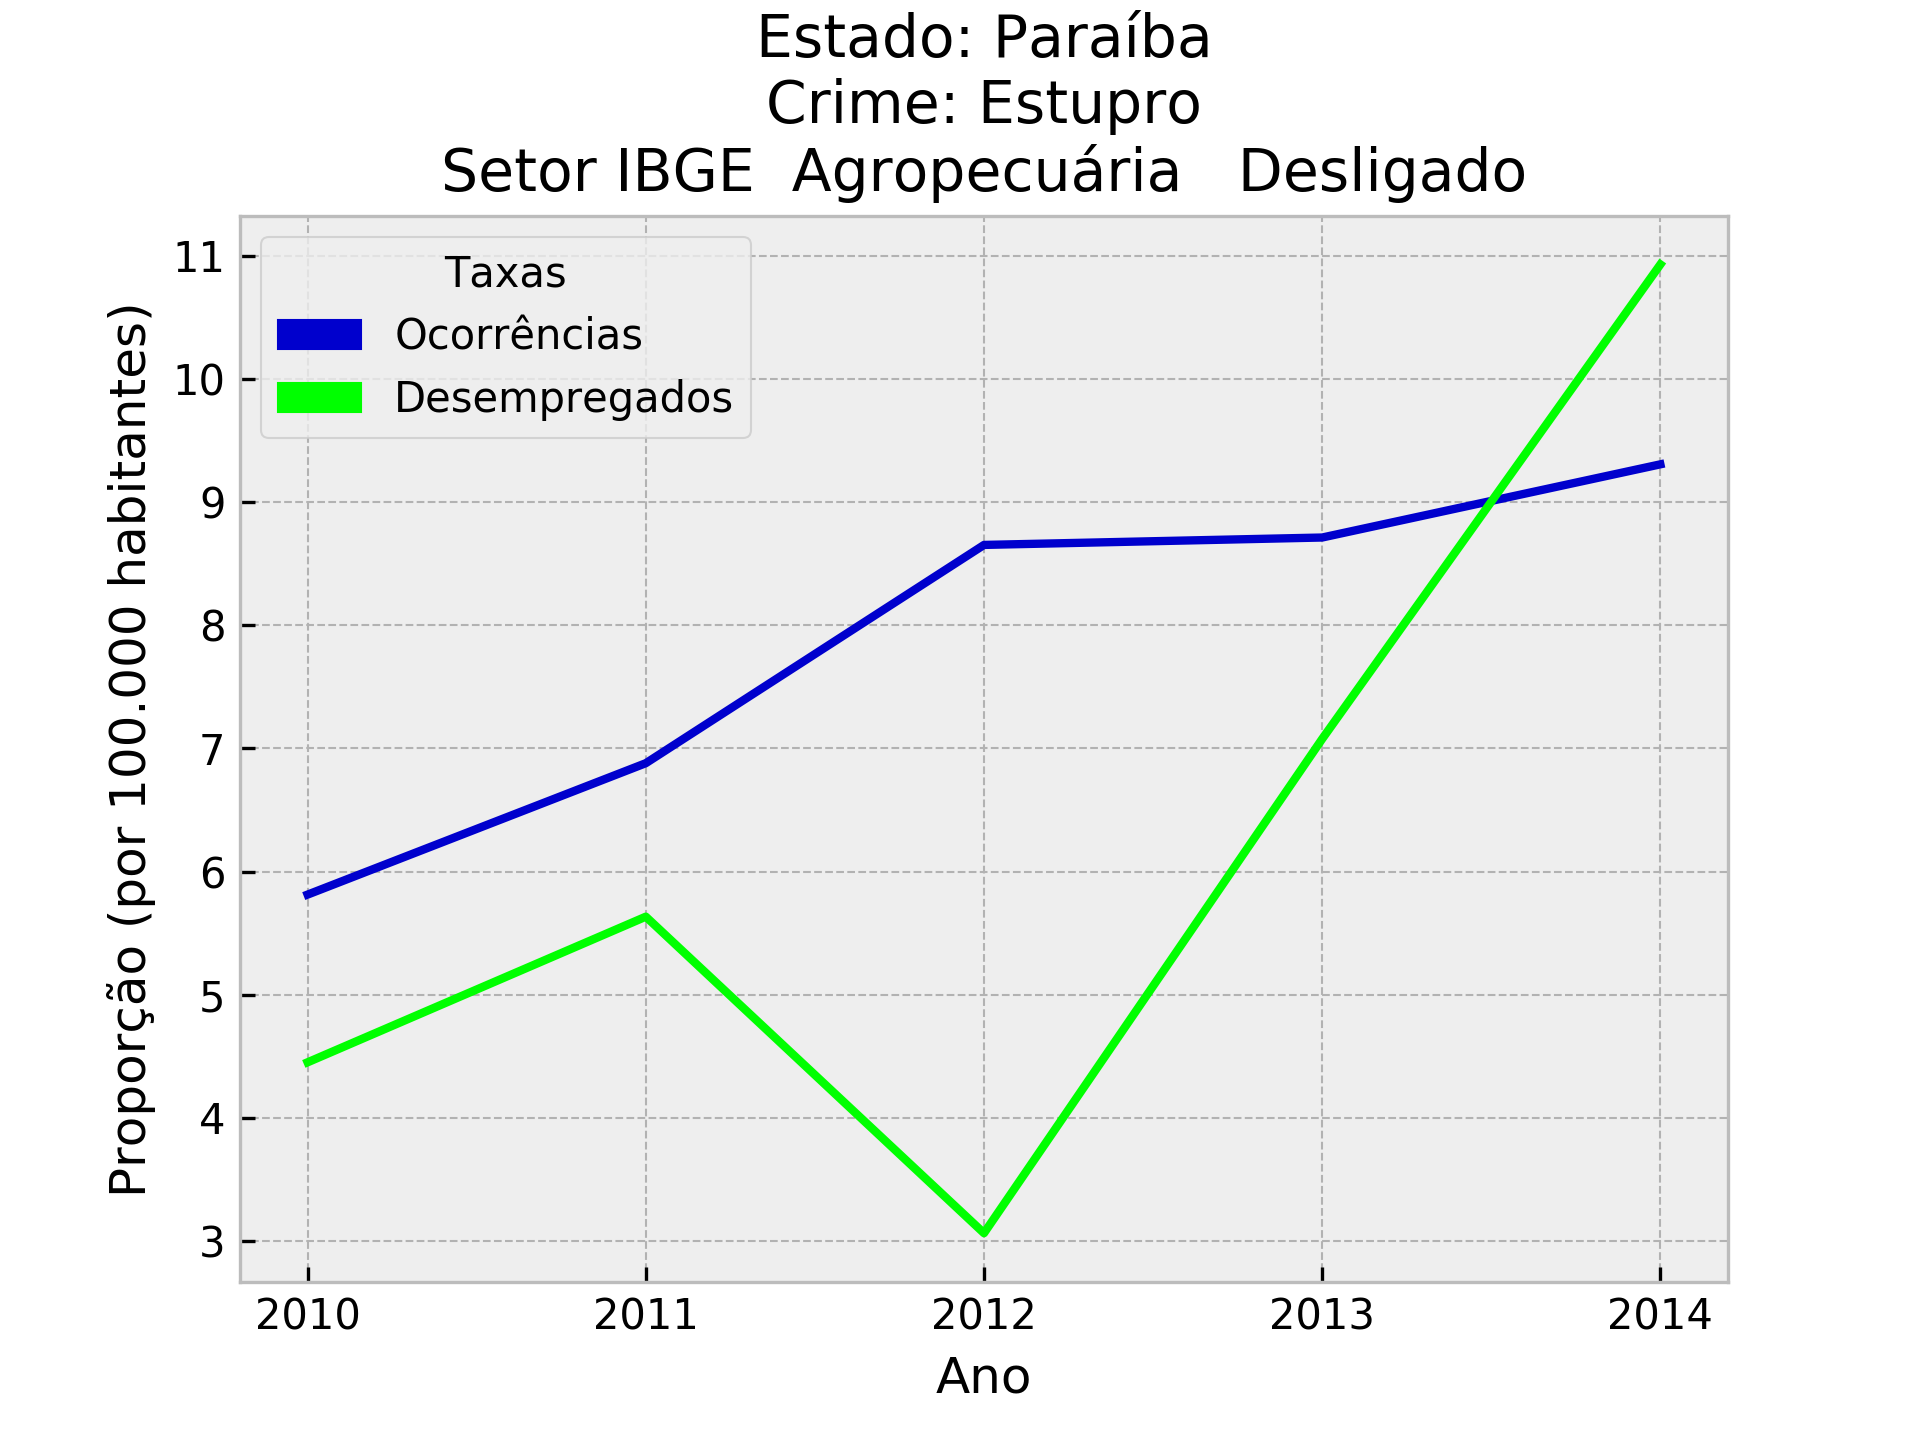 Estado: Paraíba
Crime: Estupro
Setor IBGE  Agropecuária   Desligado
Proporção (por 100.000 habitantes)
11
10
9
8
7
6
5
4
3
Taxas
Ocorrências
Desempregados
2010 2011 2012 2013 2014
Ano